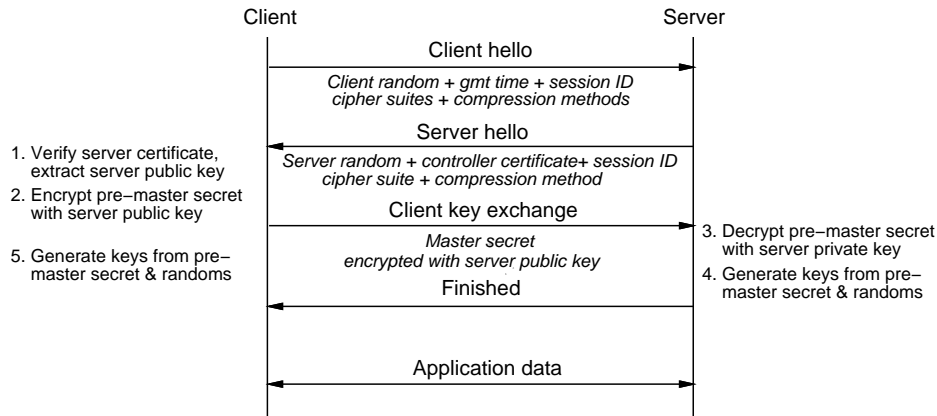 Client
Server
Client hello
Client random + gmt time + session ID
cipher suites + compression methods
Server hello
1. Verify server certificate,
extract server public key
Server random + controller certificate+ session ID
cipher suite + compression method
2. Encrypt pre−master secret
with server public key
Client key exchange
3. Decrypt pre−master secret
with server private key
Master secret
encrypted with server public key
5. Generate keys from pre−
master secret & randoms
4. Generate keys from pre−
master secret & randoms
Finished
Application data